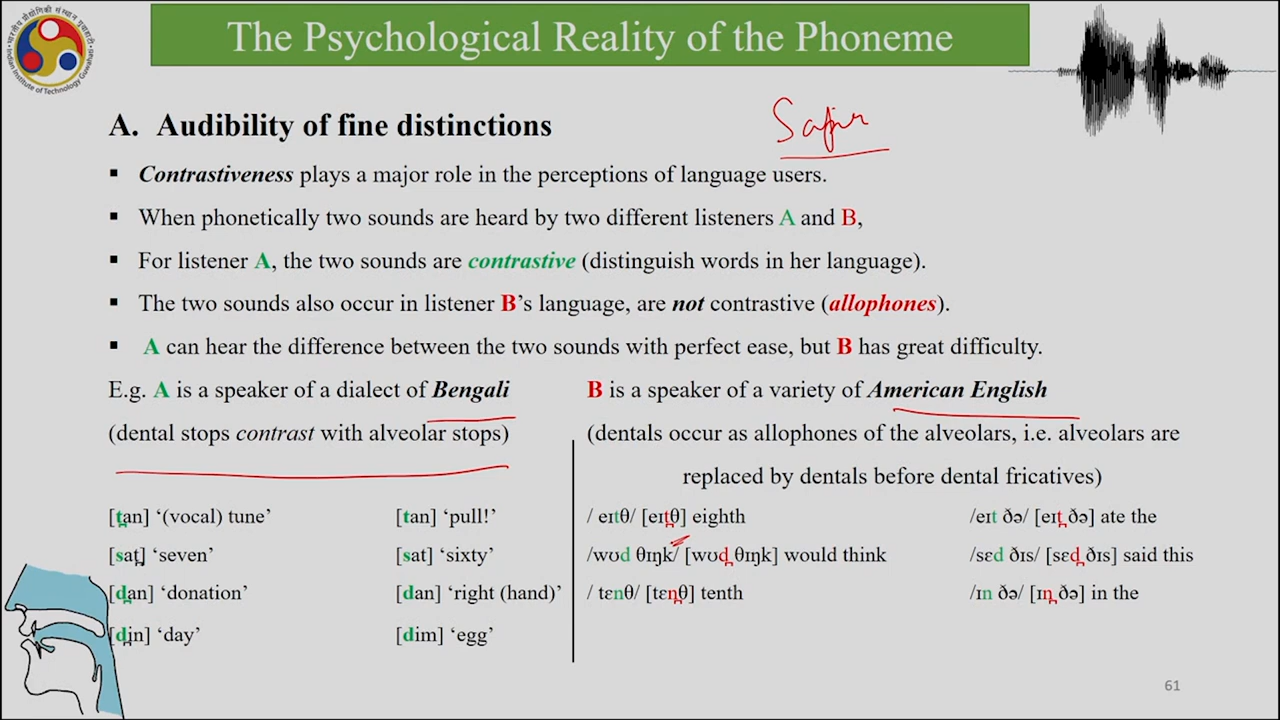 The Psychological Reality of the Phoneme
Sapir
A. Audibility of fine distinctions
▪ Contrastiveness plays a major role in the perceptions of language users.
▪ When phonetically two sounds are heard by two different listeners A and B,
▪ For listener A, the two sounds are contrastive (distinguish words in her language).
▪ The two sounds also occur in listener B’s language, are not contrastive (allophones).
▪ A can hear the difference between the two sounds with perfect ease, but B has great difficulty.
E.g. A is a speaker of a dialect of Bengali
(dental stops contrast with alveolar stops)
[t̪an] ‘(vocal) tune’ [tan] ‘pull!’
[sat̪] ‘seven’ [sat] ‘sixty’
[d̪an] ‘donation’ [dan] ‘right (hand)’
[d̪in] ‘day’ [dim] ‘egg’
B is a speaker of a variety of American English
(dentals occur as allophones of the alveolars, i.e. alveolars are
replaced by dentals before dental fricatives)
/ eɪtθ/ [eɪt̪θ] eighth /eɪt ðə/ [eɪt̪ ðə] ate the
/wʊd θɪŋk/ [wʊd̪ θɪŋk] would think /sɛd ðɪs/ [sɛd̪ ðɪs] said this
/ tɛnθ/ [tɛn̪θ] tenth /ɪn ðə/ [ɪn̪ ðə] in the
61